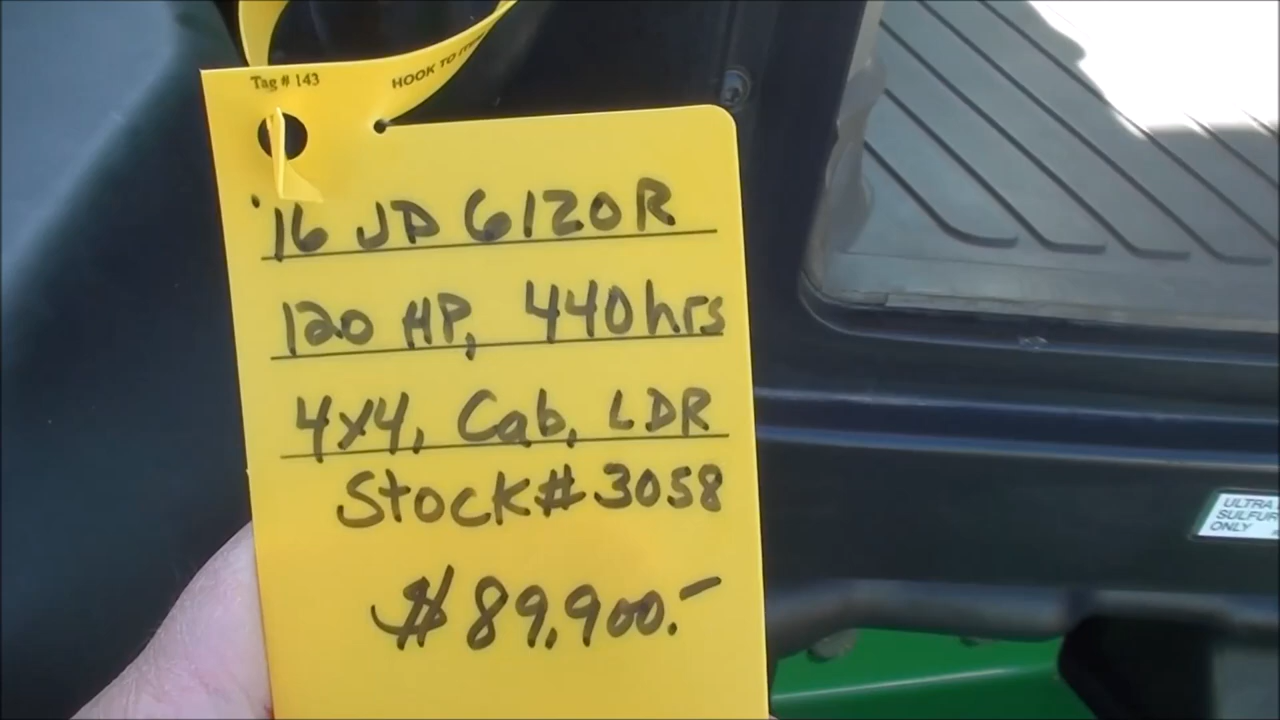 Tag # 143
HOOK TO ITEM
'16 JD 6120R
120 HP, 440hrs
4x4, Cab, LDR
Stock# 3058
$89,900.-
ULTRA
SULFUR
ONLY